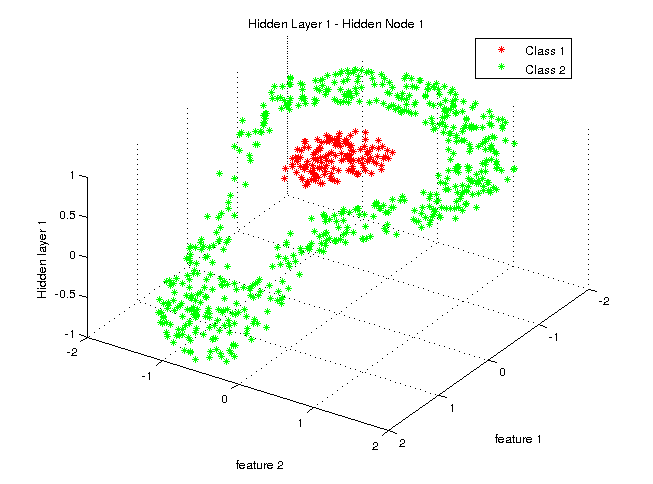 Hidden Layer 1 - Hidden Node 1
Class 1
Class 2
Hidden layer 1
1
0.5
0
-0.5
-1
-2
-1
0
1
2
feature 2
2
1
0
-1
-2
feature 1